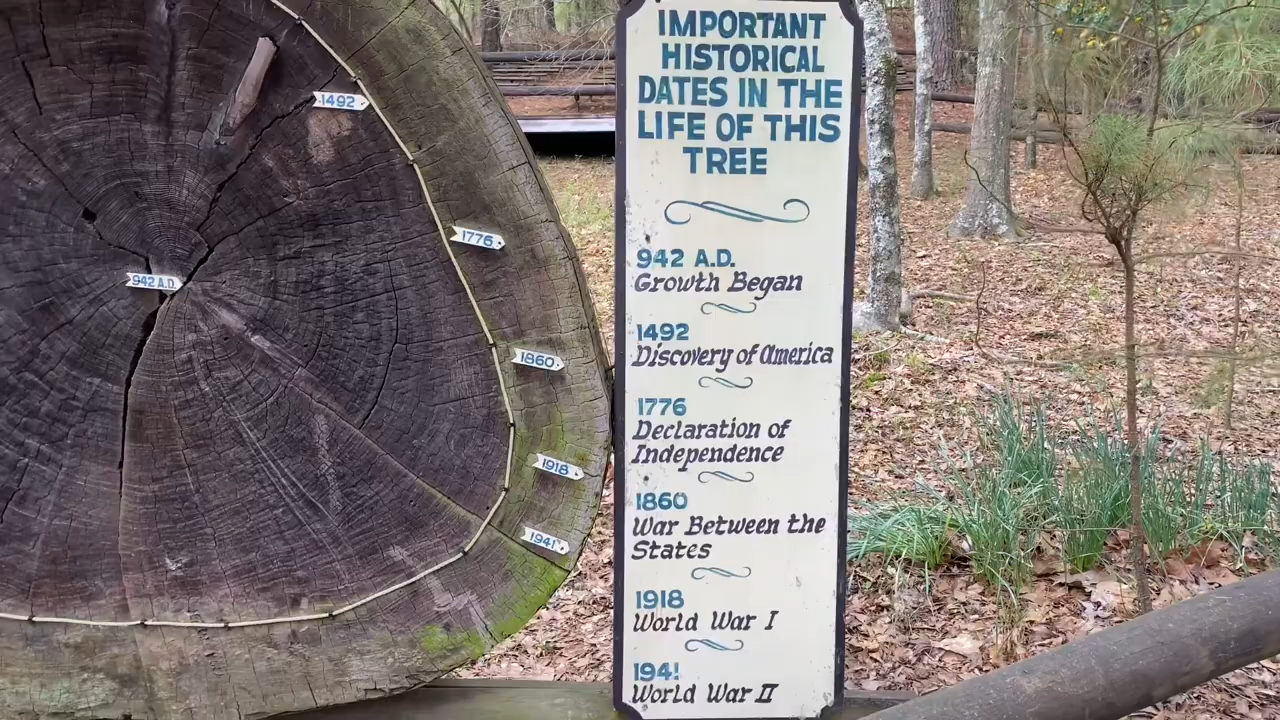 1492
1776
942 A.D.
1860
1918
1941
IMPORTANT
HISTORICAL
DATES IN THE
LIFE OF THIS
TREE
942 A.D.
Growth Began
1492
Discovery of America
1776
Declaration of
Independence
1860
War Between the
States
1918
World War I
1941
World War II